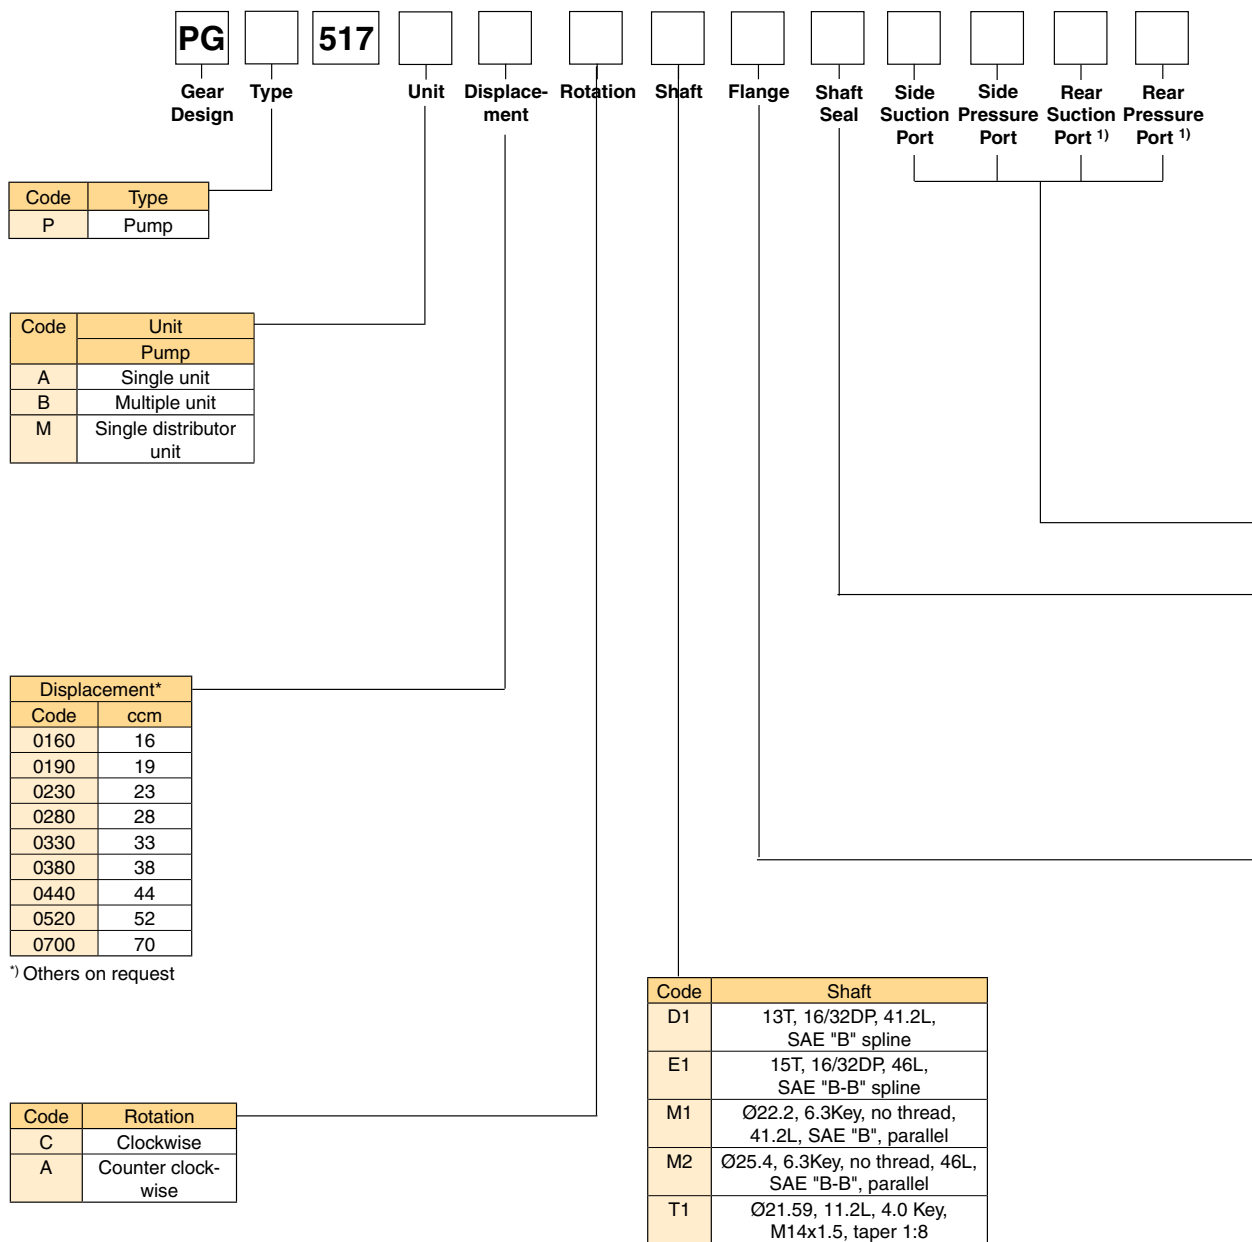 PG 517
Gear Design Type Unit Displace-ment Rotation Shaft Flange Shaft Seal Side Suction Port Side Pressure Port Rear Suction Port 1) Rear Pressure Port 1)
Code Type
P Pump
Code Unit
Pump
A Single unit
B Multiple unit
M Single distributor
unit
Displacement*
Code ccm
0160 16
0190 19
0230 23
0280 28
0330 33
0380 38
0440 44
0520 52
0700 70
*) Others on request
Code Rotation
C Clockwise
A Counter clock-
wise
Code Shaft
D1 13T, 16/32DP, 41.2L,
SAE "B" spline
E1 15T, 16/32DP, 46L,
SAE "B-B" spline
M1 Ø22.2, 6.3Key, no thread,
41.2L, SAE "B", parallel
M2 Ø25.4, 6.3Key, no thread, 46L,
SAE "B-B", parallel
T1 Ø21.59, 11.2L, 4.0 Key,
M14x1.5, taper 1:8